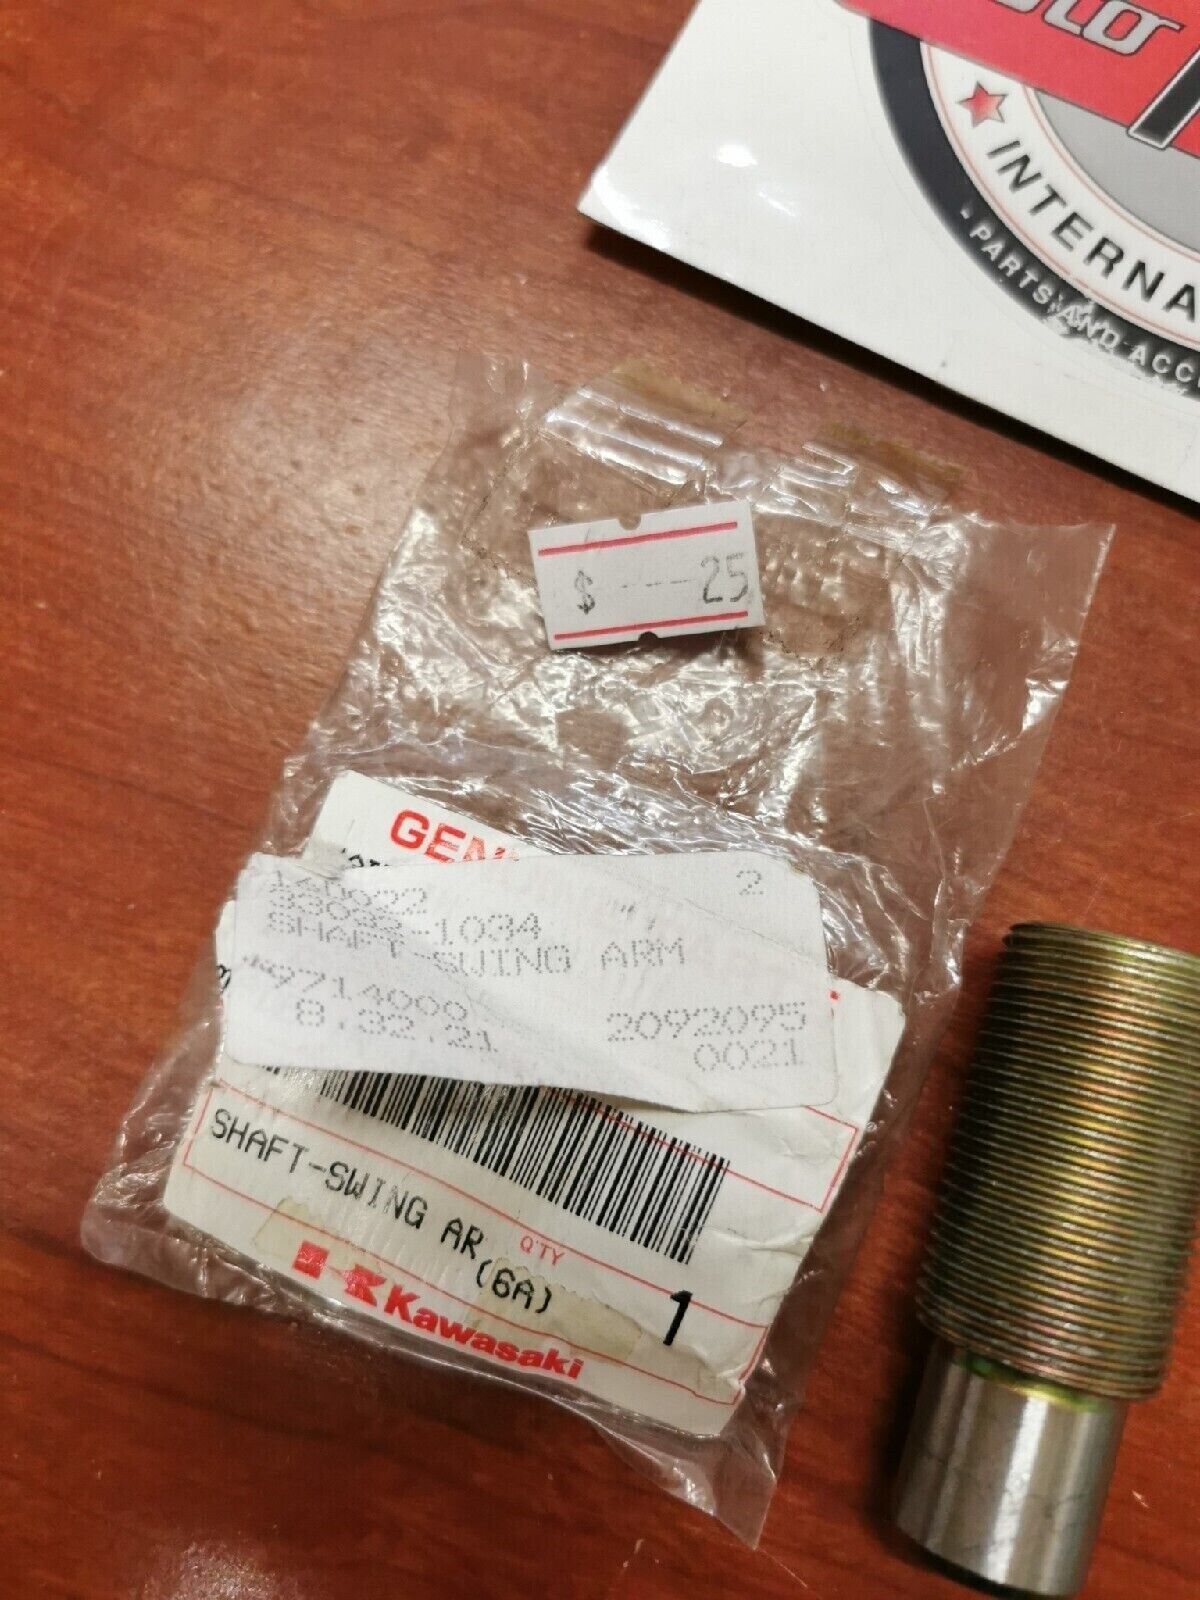 INTERNA
- PARTS AND ACC
$ ---- 25
GEN
2
33032-1034
SHAFT-SWING ARM
9714000 2092095
8.32.21 0021
SHAFT-SWING AR
(6A)
Q'TY
1
Kawasaki